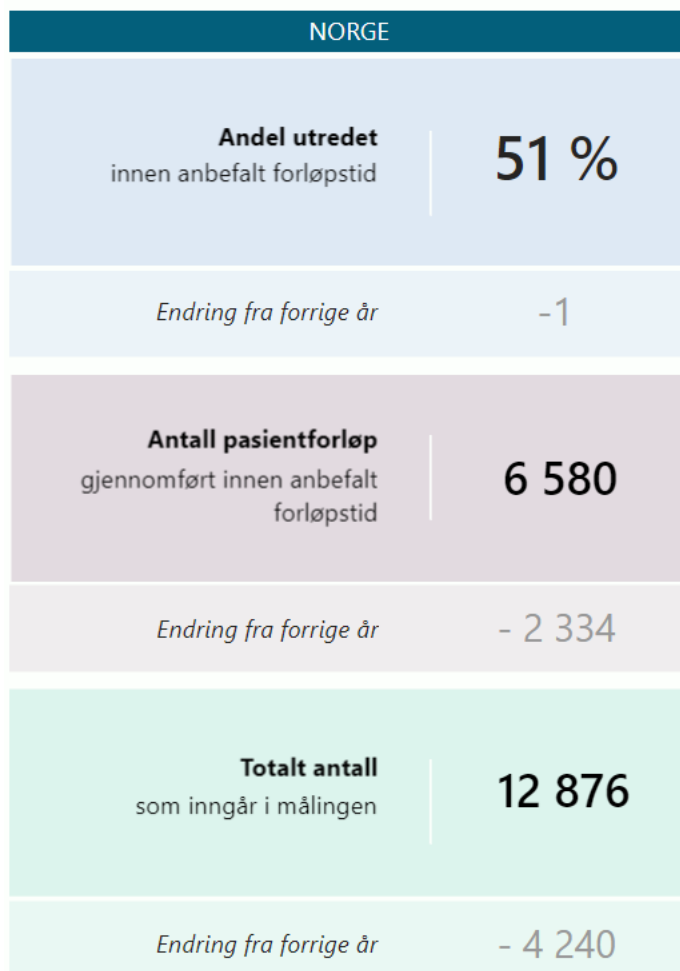 NORGE
Andel utredet
innen anbefalt forløpstid
51 %
Endring fra forrige år
-1
Antall pasientforløp
gjennomført innen anbefalt
forløpstid
6 580
Endring fra forrige år
- 2 334
Totalt antall
som inngår i målingen
12 876
Endring fra forrige år
- 4 240